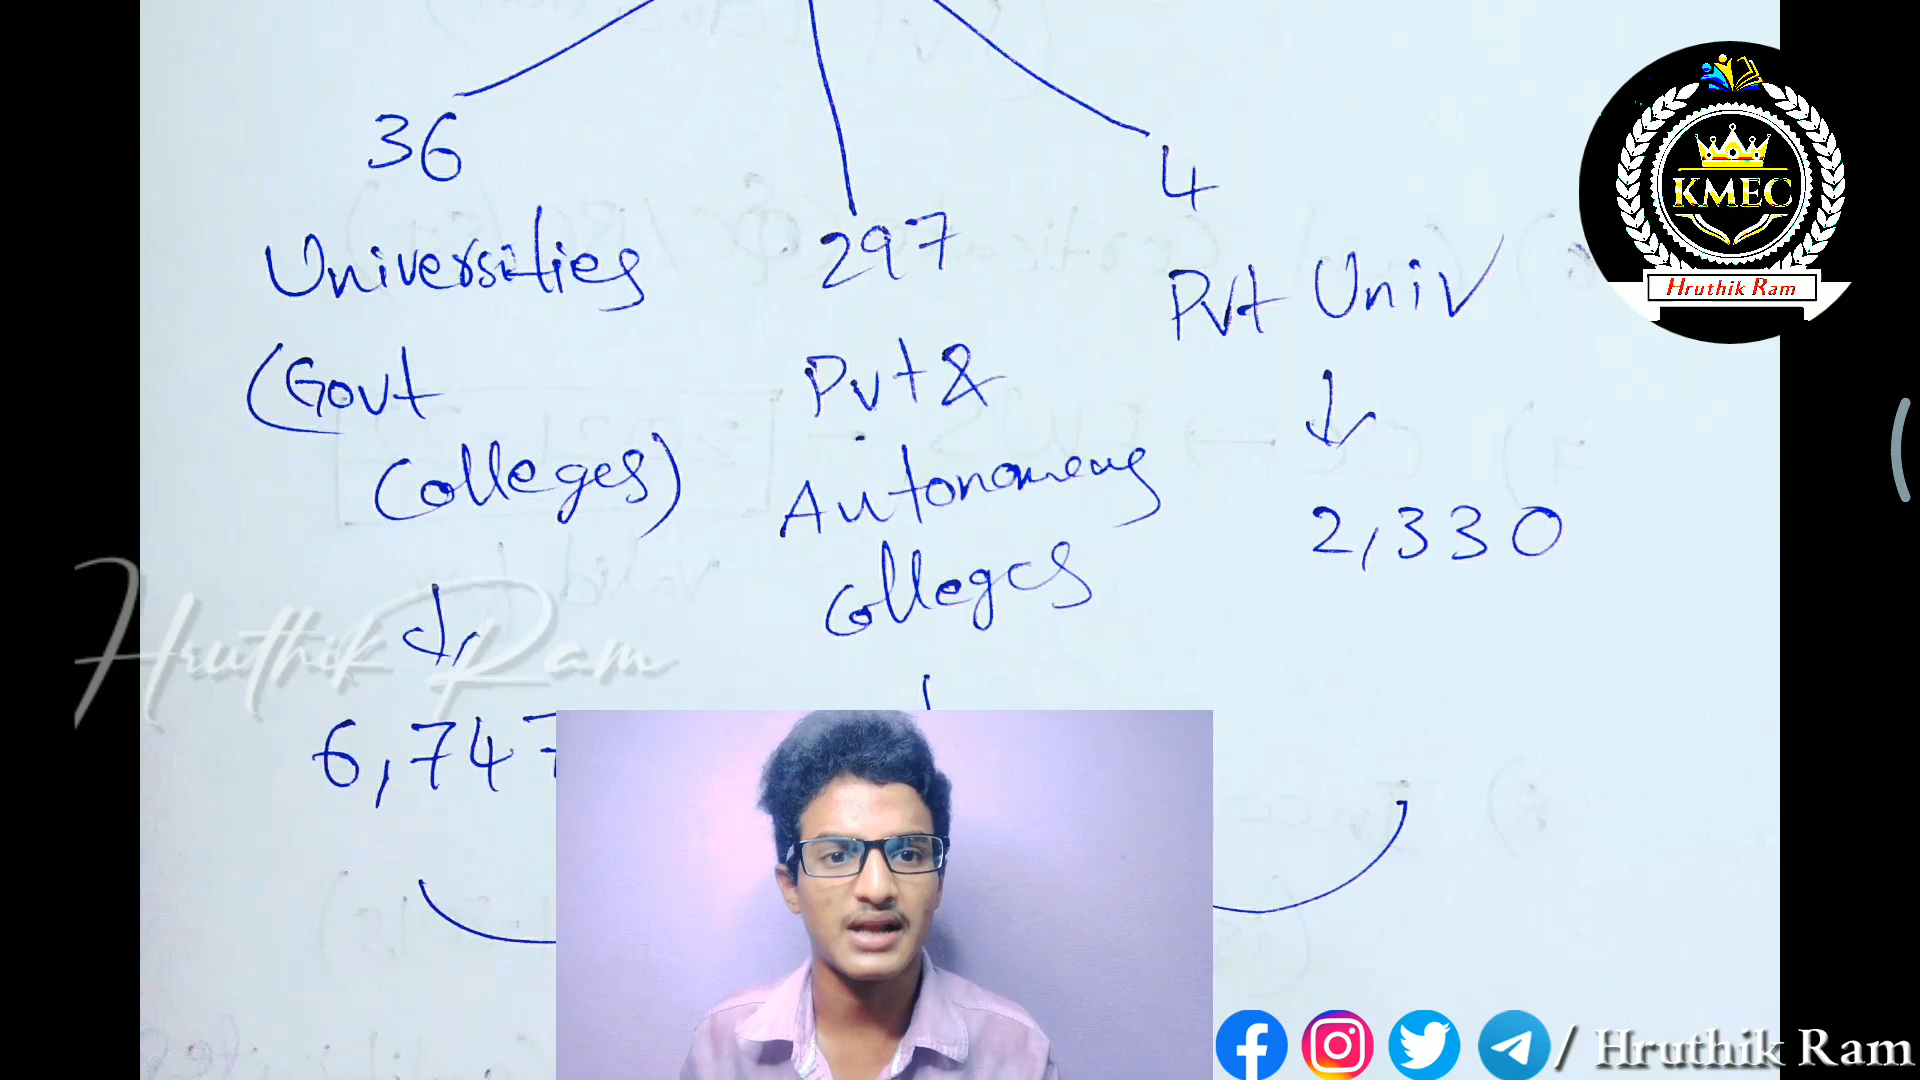 36
Universities
(Govt
Colleges)
6,747
297
Pvt &
Autonomous
Colleges
4
Pvt Univ
2,330
KMEC
Hruthik Ram
Hruthik Ram
/ Hruthik Ram